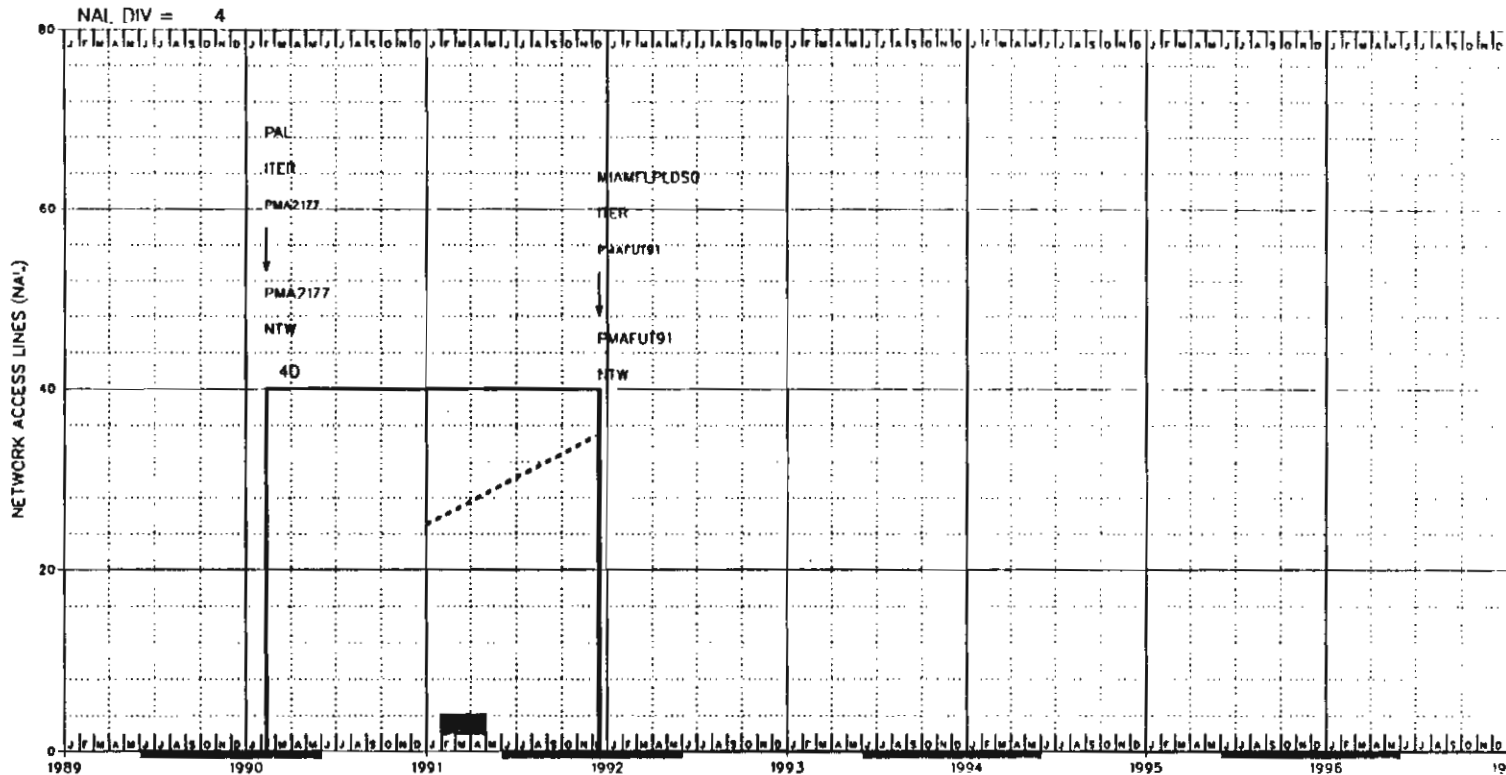 NAL DIV = 4
80
J F M A M J J A S O N D J F M A M J J A S O N D J F M A M J J A S O N D J F M A M J J A S O N D J F M A M J J A S O N D J F M A M J J A S O N D J F M A M J J A S O N D J F M A M J J A S O N D
PAL
ITER
PMA2177
PMA2177
NTW
4D
MIAMFLPLDS0
ITER
PMAFUT91
PMAFUT91
NTW
60
40
20
0
NETWORK ACCESS LINES (NAL)
J F M A M J J A S O N D J F M A M J J A S O N D J F M A M J J A S O N D J F M A M J J A S O N D J F M A M J J A S O N D J F M A M J J A S O N D J F M A M J J A S O N D J F M A M J J A S O N D
1989 1990 1991 1992 1993 1994 1995 1996